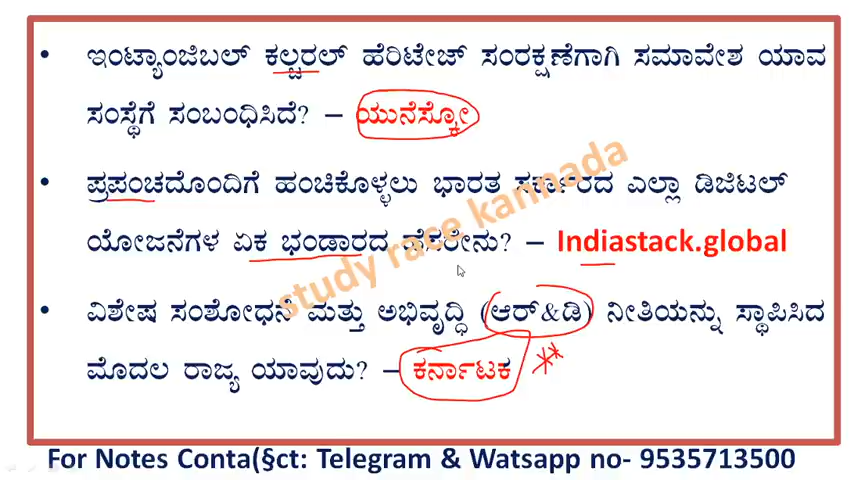 • ಇಂಟ್ಯಾಂಜಿಬಲ್ ಕಲ್ಚರಲ್ ಹೆರಿಟೇಜ್ ಸಂರಕ್ಷಣೆಗಾಗಿ ಸಮಾವೇಶ ಯಾವ
ಸಂಸ್ಥೆಗೆ ಸಂಬಂಧಿಸಿದೆ? – ಯುನೆಸ್ಕೋ
• ಪ್ರಪಂಚದೊಂದಿಗೆ ಹಂಚಿಕೊಳ್ಳಲು ಭಾರತ ಸರ್ಕಾರದ ಎಲ್ಲಾ ಡಿಜಿಟಲ್
ಯೋಜನೆಗಳ ಏಕ ಭಂಡಾರದ ಹೆಸರೇನು? – Indiastack.global
• ವಿಶೇಷ ಸಂಶೋಧನೆ ಮತ್ತು ಅಭಿವೃದ್ಧಿ (ಆರ್&ಡಿ) ನೀತಿಯನ್ನು ಸ್ಥಾಪಿಸಿದ
ಮೊದಲ ರಾಜ್ಯ ಯಾವುದು? – ಕರ್ನಾಟಕ **
study race kannada
For Notes Conta(§ct: Telegram & Watsapp no- 9535713500